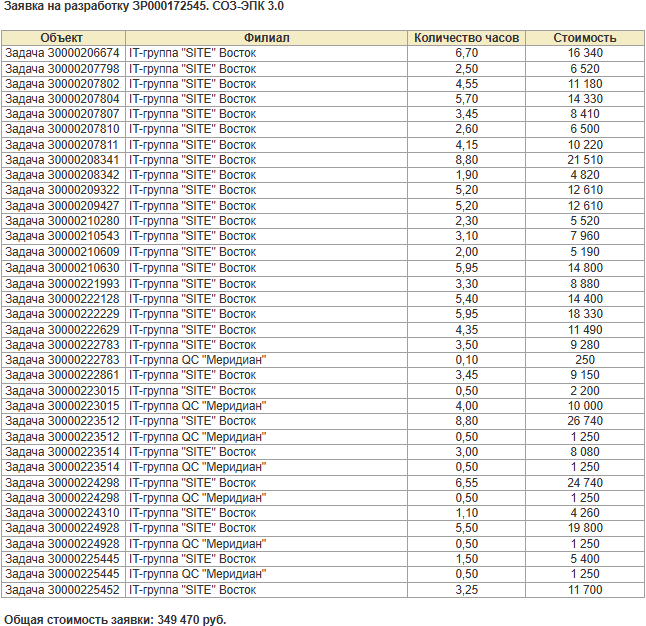 Заявка на разработку ЗР000172545. СОЗ-ЭПК 3.0
Объект Филиал Количество часов Стоимость
Задача 30000206674 IT-группа "SITE" Восток 6,70 16 340
Задача 30000207798 IT-группа "SITE" Восток 2,50 6 520
Задача 30000207802 IT-группа "SITE" Восток 4,55 11 180
Задача 30000207804 IT-группа "SITE" Восток 5,70 14 330
Задача 30000207807 IT-группа "SITE" Восток 3,45 8 410
Задача 30000207810 IT-группа "SITE" Восток 2,60 6 500
Задача 30000207811 IT-группа "SITE" Восток 4,15 10 220
Задача 30000208341 IT-группа "SITE" Восток 8,80 21 510
Задача 30000208342 IT-группа "SITE" Восток 1,90 4 820
Задача 30000209322 IT-группа "SITE" Восток 5,20 12 610
Задача 30000209427 IT-группа "SITE" Восток 5,20 12 610
Задача 30000210280 IT-группа "SITE" Восток 2,30 5 520
Задача 30000210543 IT-группа "SITE" Восток 3,10 7 960
Задача 30000210609 IT-группа "SITE" Восток 2,00 5 190
Задача 30000210630 IT-группа "SITE" Восток 5,95 14 800
Задача 30000221993 IT-группа "SITE" Восток 3,30 8 880
Задача 30000222128 IT-группа "SITE" Восток 5,40 14 400
Задача 30000222229 IT-группа "SITE" Восток 5,95 18 330
Задача 30000222629 IT-группа "SITE" Восток 4,35 11 490
Задача 30000222783 IT-группа "SITE" Восток 3,50 9 280
Задача 30000222783 IT-группа QC "Меридиан" 0,10 250
Задача 30000222861 IT-группа "SITE" Восток 3,45 9 150
Задача 30000223015 IT-группа "SITE" Восток 0,50 2 200
Задача 30000223015 IT-группа QC "Меридиан" 4,00 10 000
Задача 30000223512 IT-группа "SITE" Восток 8,80 26 740
Задача 30000223512 IT-группа QC "Меридиан" 0,50 1 250
Задача 30000223514 IT-группа "SITE" Восток 3,00 8 080
Задача 30000223514 IT-группа QC "Меридиан" 0,50 1 250
Задача 30000224298 IT-группа "SITE" Восток 6,55 24 740
Задача 30000224298 IT-группа QC "Меридиан" 0,50 1 250
Задача 30000224310 IT-группа "SITE" Восток 1,10 4 260
Задача 30000224928 IT-группа "SITE" Восток 5,50 19 800
Задача 30000224928 IT-группа QC "Меридиан" 0,50 1 250
Задача 30000225445 IT-группа "SITE" Восток 1,50 5 400
Задача 30000225445 IT-группа QC "Меридиан" 0,50 1 250
Задача 30000225452 IT-группа "SITE" Восток 3,25 11 700
Общая стоимость заявки: 349 470 руб.